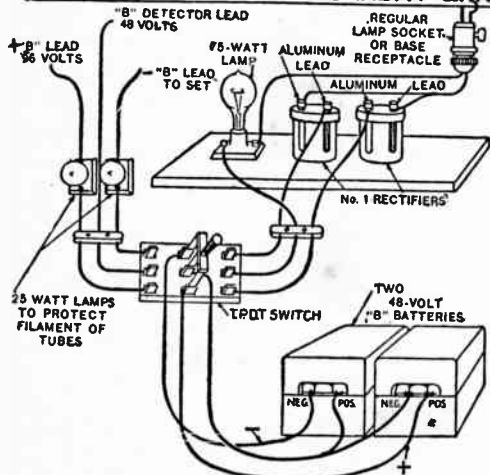 "B" DETECTOR LEAD
48 VOLTS
+"B" LEAD
96 VOLTS
-"B" LEAD
TO SET
75-WATT
LAMP
ALUMINUM
LEAD
REGULAR
LAMP SOCKET
OR BASE
RECEPTACLE
ALUMINUM LEAD
No. 1 RECTIFIERS
25 WATT LAMPS
TO PROTECT
FILAMENT OF
TUBES
T.P.D.T SWITCH
TWO
48-VOLT
"B" BATTERIES
NEG. POS.
NEG. POS.
-
+